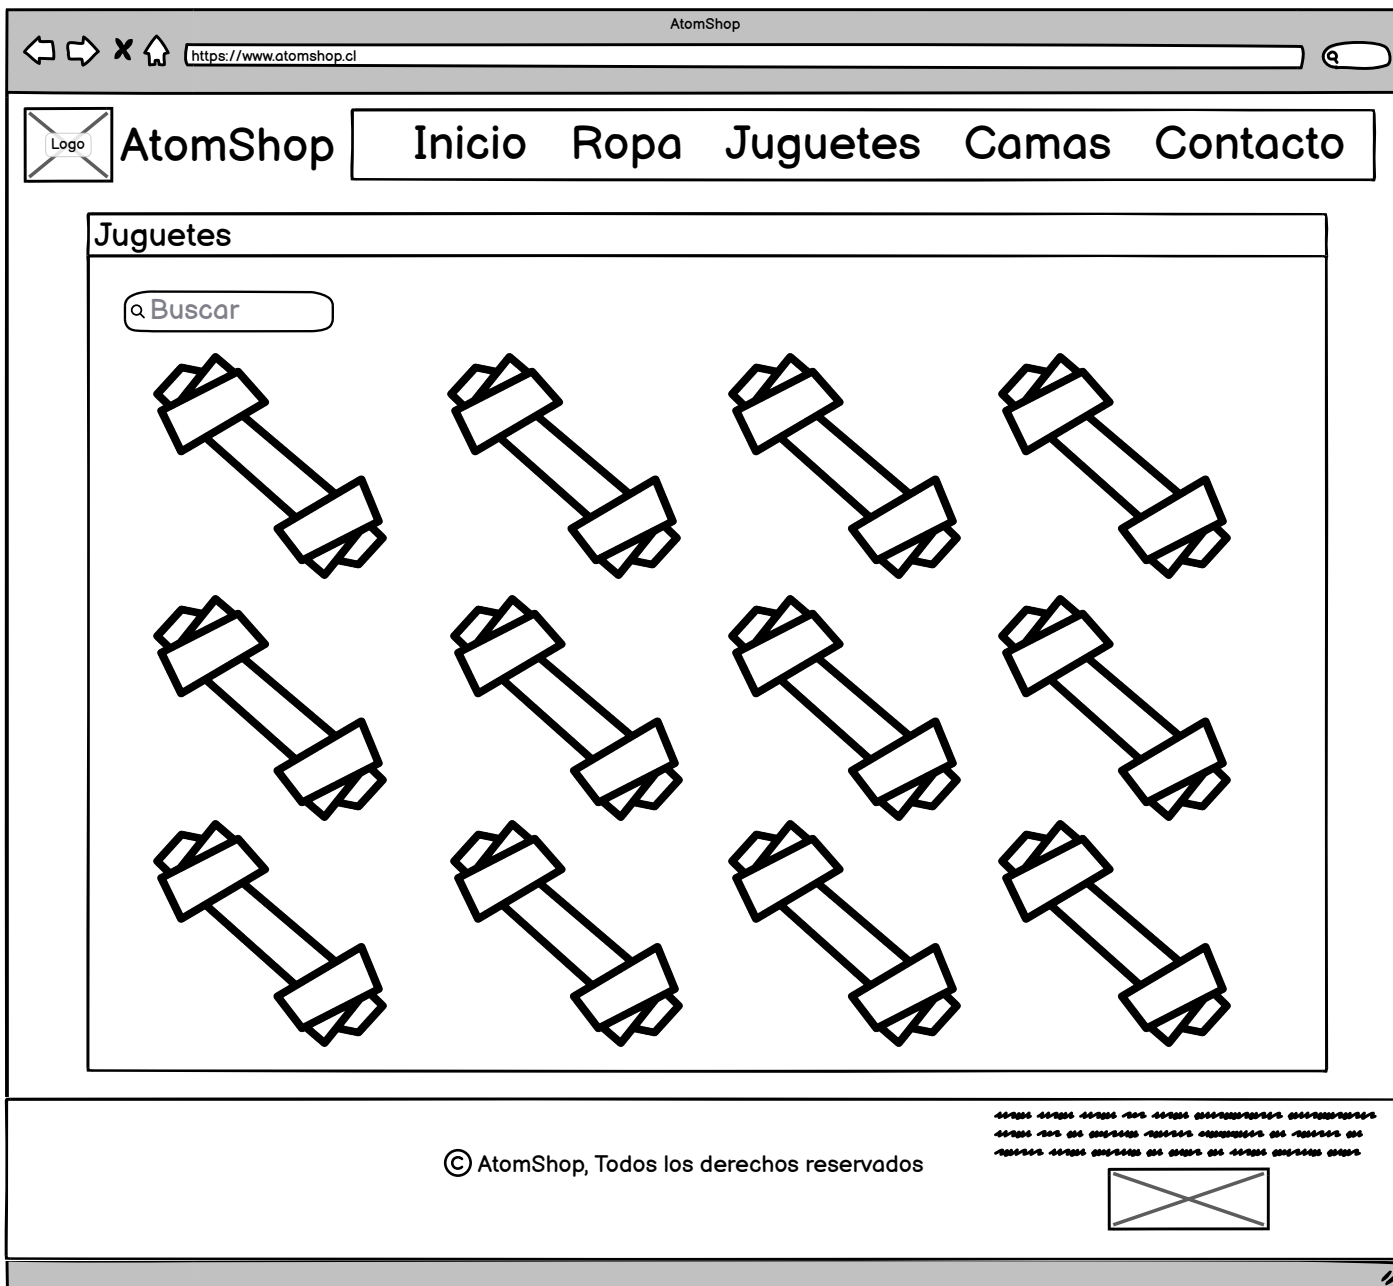 AtomShop
https://www.atomshop.cl
Logo
AtomShop
Inicio Ropa Juguetes Camas Contacto
Juguetes
Buscar
© AtomShop, Todos los derechos reservados